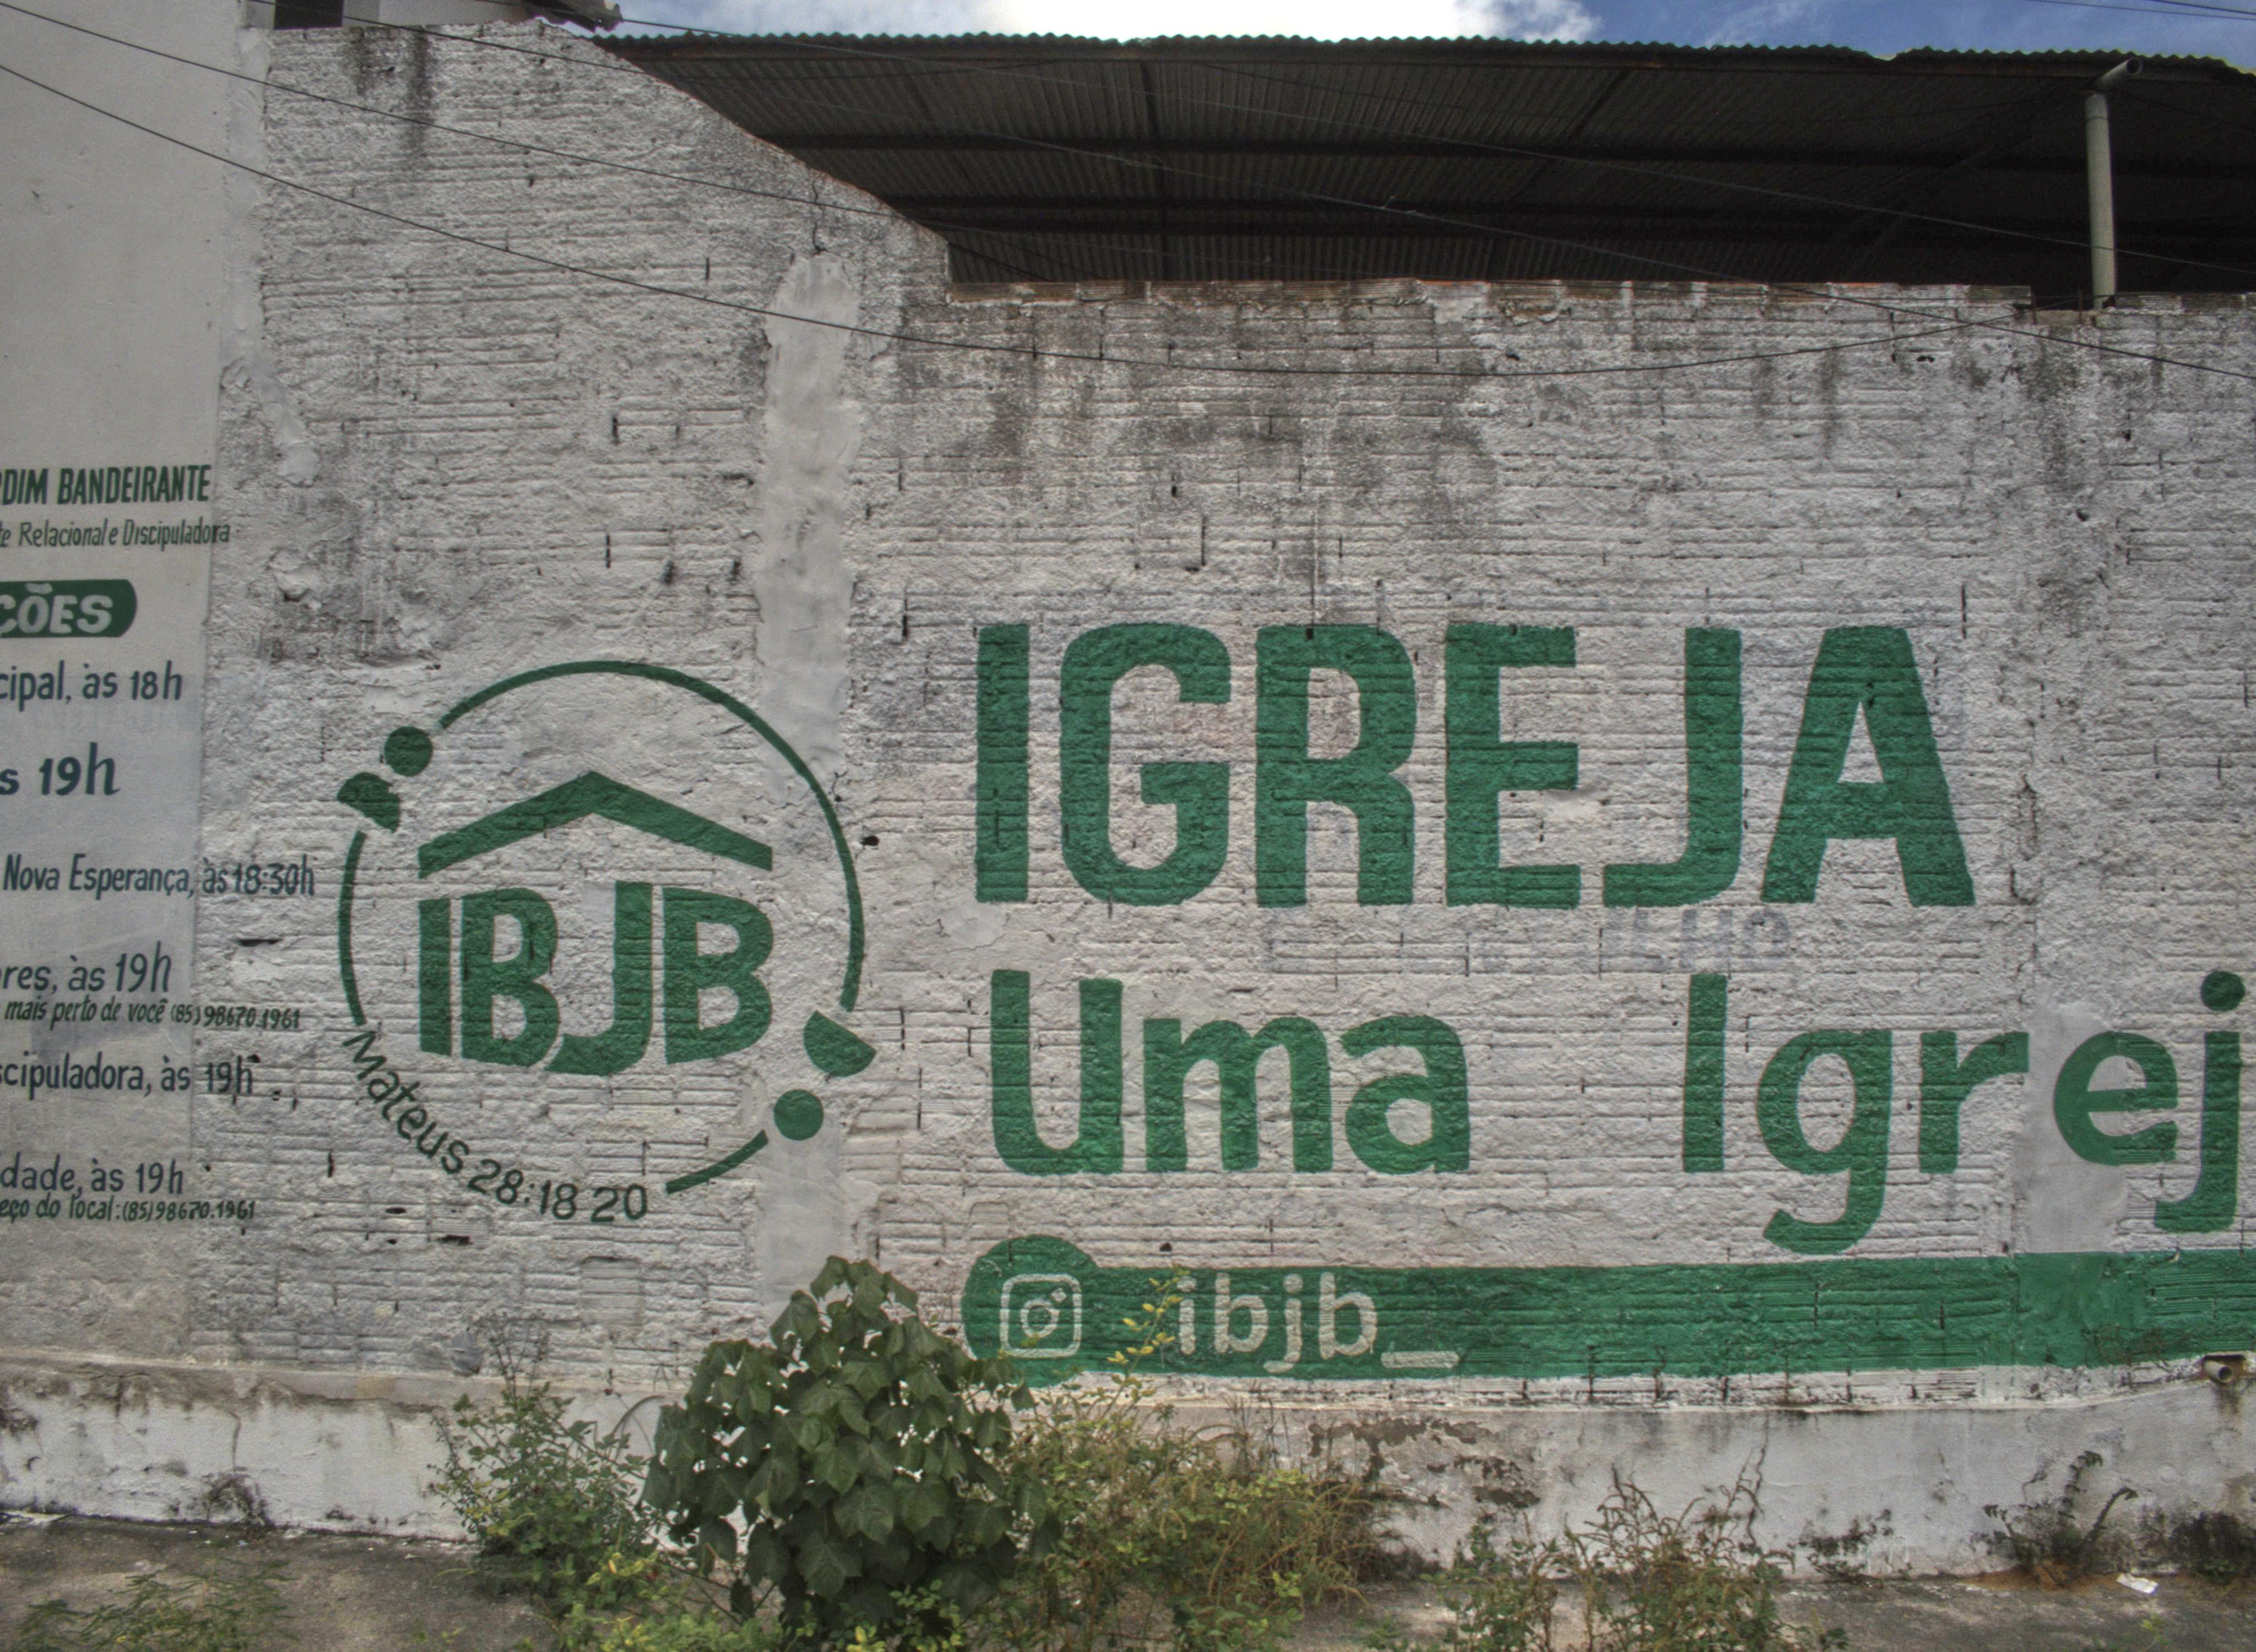 RDIM BANDEIRANTE
te Relacional e Discipuladora
ÇÕES
cipal, às 18h
s 19h
Nova Esperança, às 18:30h
res, às 19h
mais perto de você (85) 98670.1961
scipuladora, às 19h
dade, às 19h
eço do local: (85) 98670.1961
IBJB
Mateus 28:18 20
IGREJA
Uma Igrej
ibjb_